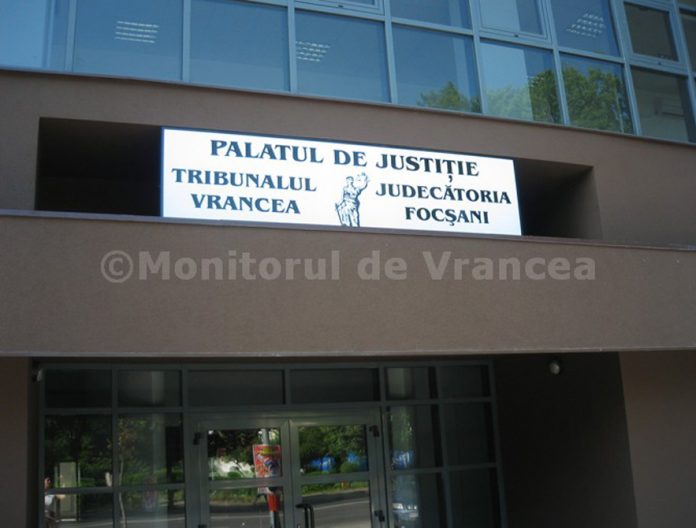 PALATUL DE JUSTIȚIE
TRIBUNALUL
VRANCEA
JUDECĂTORIA
FOCȘANI
©Monitorul de Vrancea